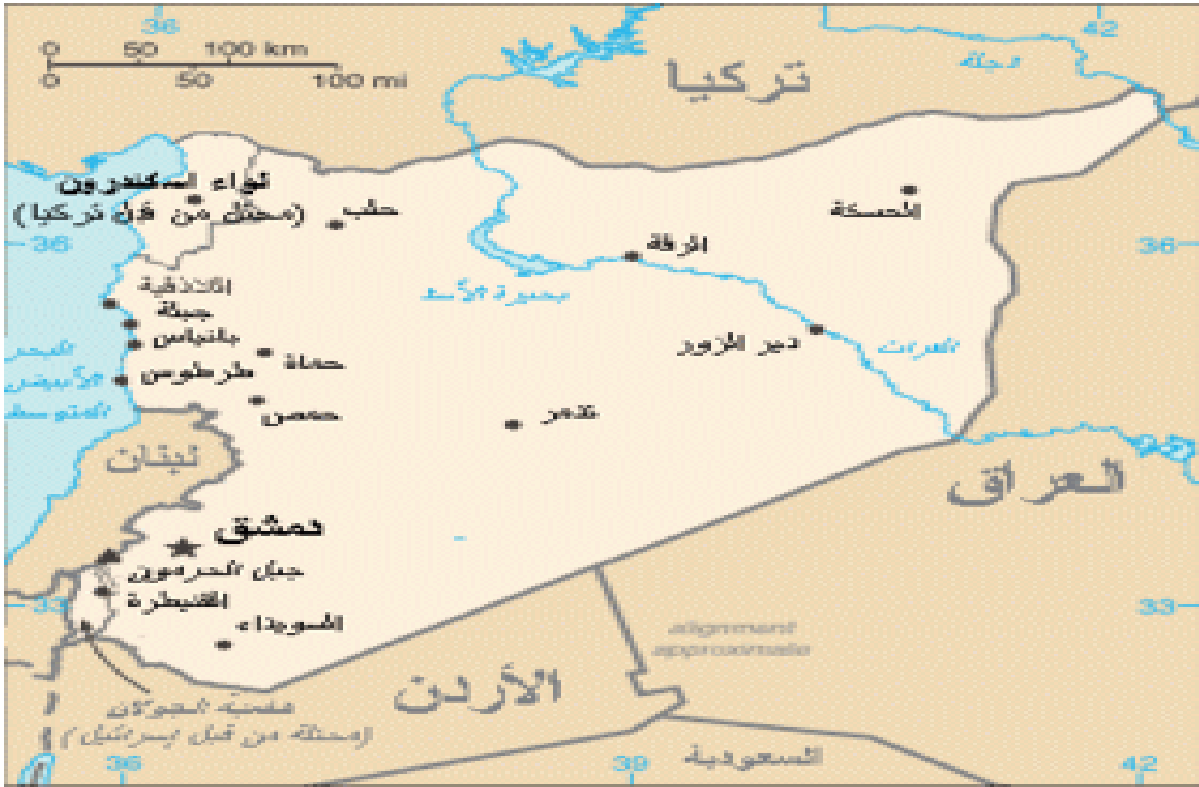 36
42
0 50 100 km
0 50 100 mi
تركيا
دجلة
لواء اسكندرون
(محتل من قبل تركيا)
حلب
الحسكة
36
36
الرقة
بحيرة الأسد
اللاذقية
جبلة
بانياس
البحر
الأبيض
المتوسط
طرطوس
حماة
حمص
دير الزور
الفرات
تدمر
لبنان
العراق
دمشق
جبل الحرمون
القنيطرة
33
33
السويداء
alignment
approximate
هضبة الجولان
(محتلة من قبل إسرائيل)
الأردن
السعودية
36
39
42